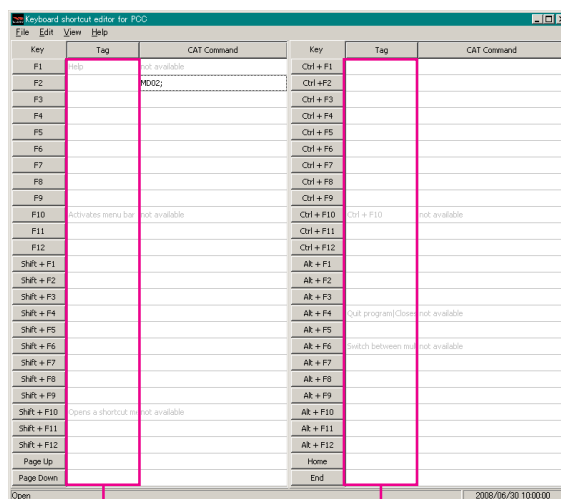 Keyboard shortcut editor for PCC
File Edit View Help
Key Tag CAT Command Key Tag CAT Command
F1 Help not available Ctrl + F1
F2 MD02; Ctrl +F2
F3 Ctrl + F3
F4 Ctrl + F4
F5 Ctrl + F5
F6 Ctrl + F6
F7 Ctrl + F7
F8 Ctrl + F8
F9 Ctrl + F9
F10 Activates menu bar not available Ctrl + F10 Ctrl + F10 not available
F11 Ctrl + F11
F12 Ctrl + F12
Shift + F1 Alt + F1
Shift + F2 Alt + F2
Shift + F3 Alt + F3
Shift + F4 Alt + F4 Quit program|Closes not available
Shift + F5 Alt + F5
Shift + F6 Alt + F6 Switch between mul not available
Shift + F7 Alt + F7
Shift + F8 Alt + F8
Shift + F9 Alt + F9
Shift + F10 Opens a shortcut me not available Alt + F10
Shift + F11 Alt + F11
Shift + F12 Alt + F12
Page Up Home
Page Down End
Open 2008/06/30 10:00:00